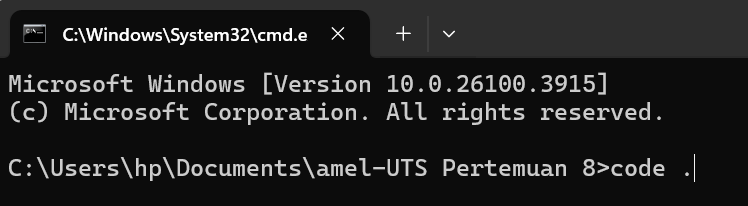 C:\Windows\System32\cmd.e
Microsoft Windows [Version 10.0.26100.3915]
(c) Microsoft Corporation. All rights reserved.
C:\Users\hp\Documents\amel-UTS Pertemuan 8>code .